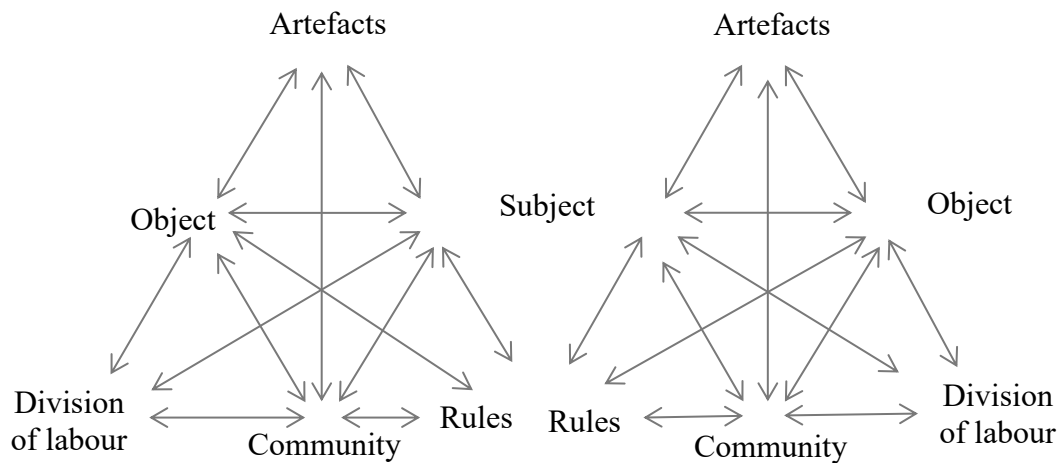 Artefacts
Artefacts
Object
Subject
Object
Division
of labour
Community
Rules
Rules
Community
Division
of labour